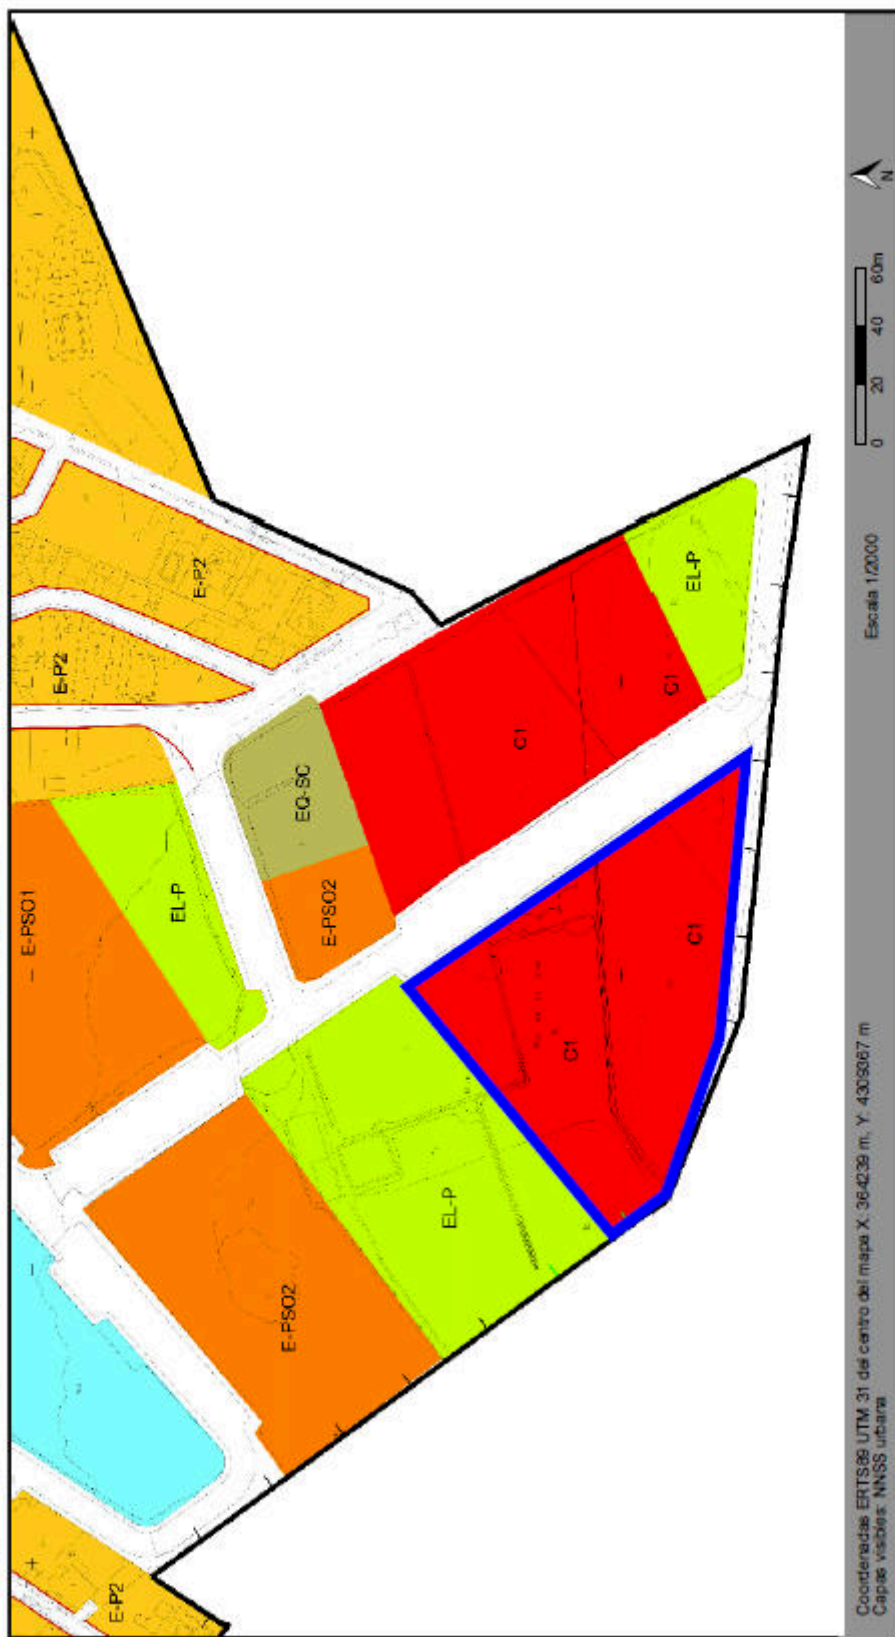 E-P2
E-P2
E-PSO1
EL-P
EQ-SC
E-PSO2
EL-P
C1
C1
C1
C1
EL-P
E-PSO2
E-P2
N
0 20 40 60m
Escala 1/2000
Coordenadas ERTS89 UTM 31 del centro del mapa X: 364239 m, Y: 4309367 m
Capas visibles: NNSS urbana